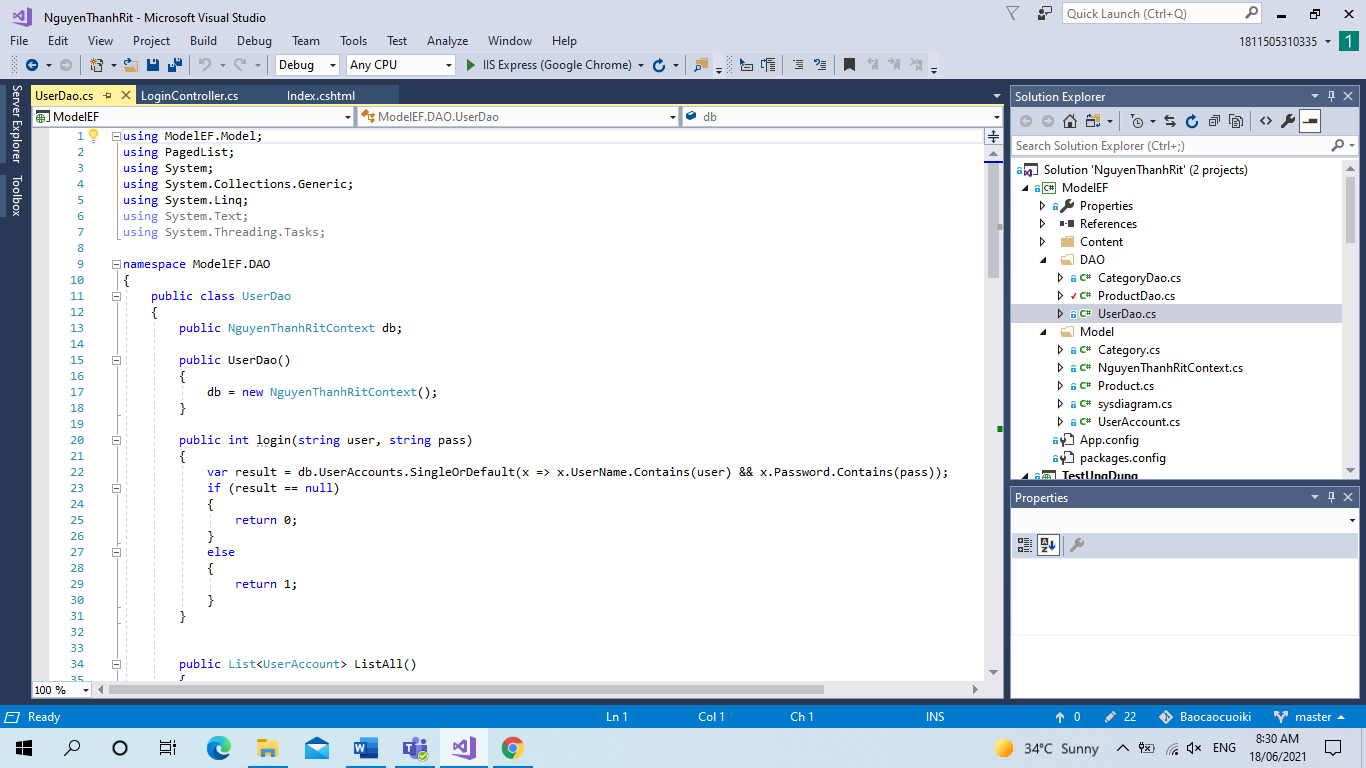 NguyenThanhRit - Microsoft Visual Studio
Quick Launch (Ctrl+Q)
File Edit View Project Build Debug Team Tools Test Analyze Window Help
1811505310335
1
Debug Any CPU IIS Express (Google Chrome)
Server Explorer
Toolbox
UserDao.cs LoginController.cs Index.cshtml
ModelEF ModelEF.DAO.UserDao db
1 using ModelEF.Model;
2 using PagedList;
3 using System;
4 using System.Collections.Generic;
5 using System.Linq;
6 using System.Text;
7 using System.Threading.Tasks;
8
9 namespace ModelEF.DAO
10 {
11 public class UserDao
12 {
13 public NguyenThanhRitContext db;
14
15 public UserDao()
16 {
17 db = new NguyenThanhRitContext();
18 }
19
20 public int login(string user, string pass)
21 {
22 var result = db.UserAccounts.SingleOrDefault(x => x.UserName.Contains(user) && x.Password.Contains(pass));
23 if (result == null)
24 {
25 return 0;
26 }
27 else
28 {
29 return 1;
30 }
31 }
32
33
34 public List<UserAccount> ListAll()
35 {
100 %
Solution Explorer
Search Solution Explorer (Ctrl+;)
Solution 'NguyenThanhRit' (2 projects)
ModelEF
Properties
References
Content
DAO
CategoryDao.cs
ProductDao.cs
UserDao.cs
Model
Category.cs
NguyenThanhRitContext.cs
Product.cs
sysdiagram.cs
UserAccount.cs
App.config
packages.config
TestUngDung
Properties
Ready Ln 1 Col 1 Ch 1 INS 0 22 Baocaocuoiki master
34°C Sunny ENG 8:30 AM
18/06/2021